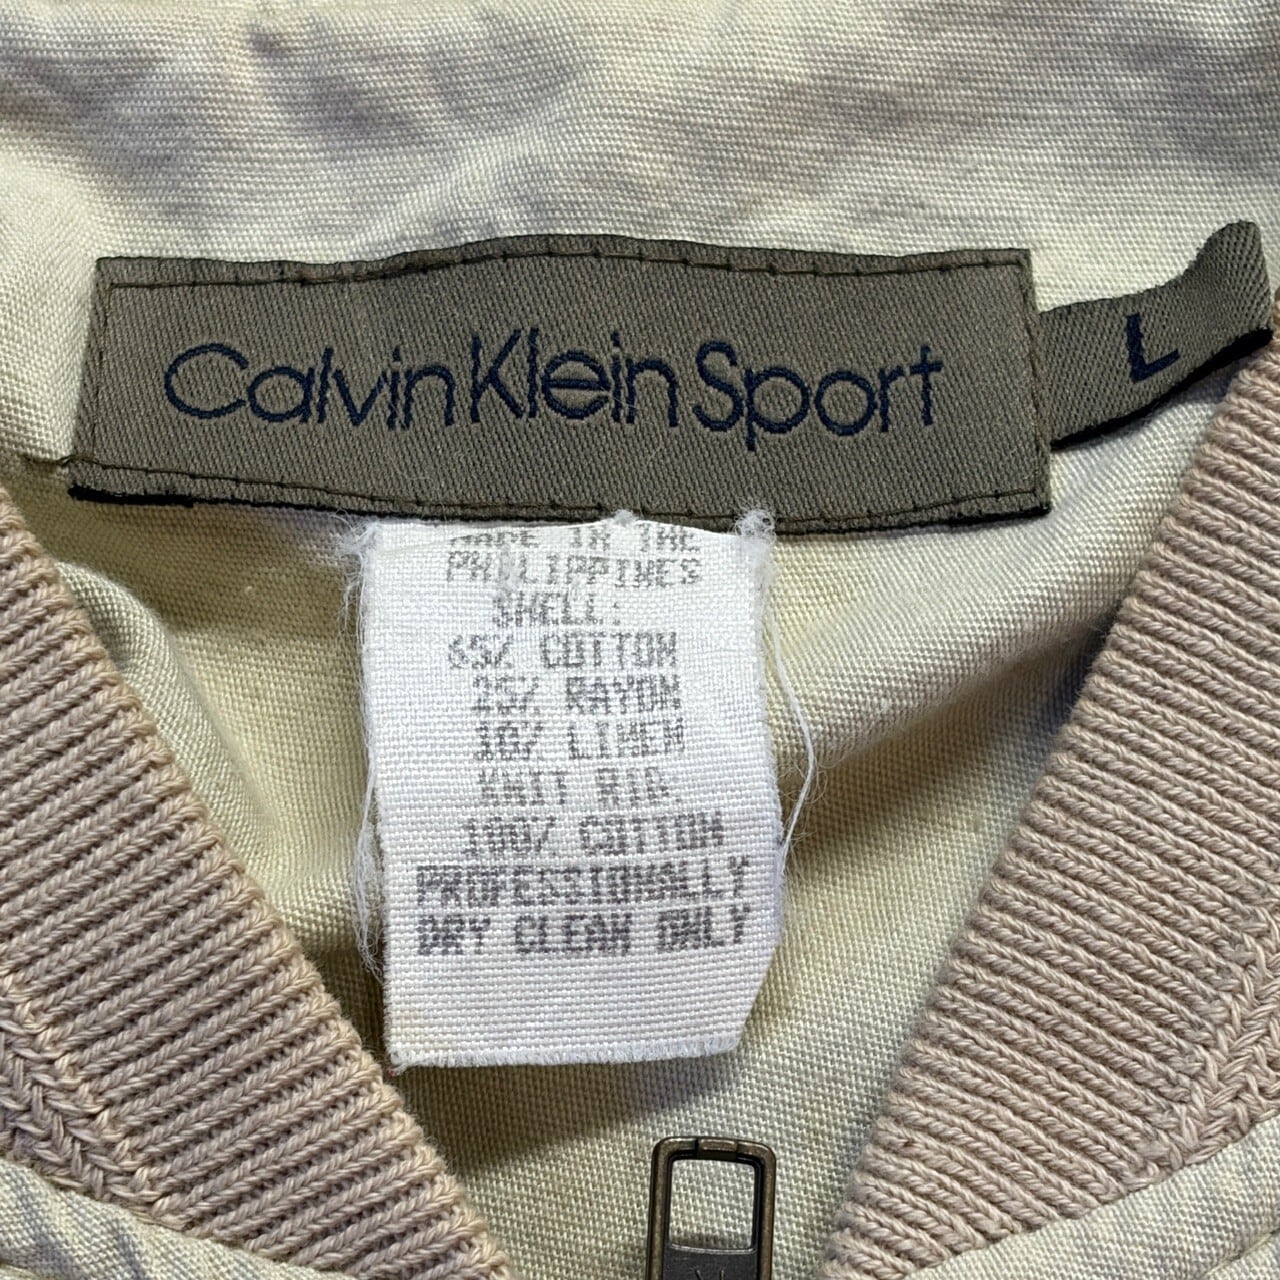 Calvin Klein Sport
L
MADE IN THE
PHILIPPINES
SHELL:
65% COTTON
25% RAYON
10% LINEN
KNIT RIB:
100% COTTON
PROFESSIONALLY
DRY CLEAN ONLY